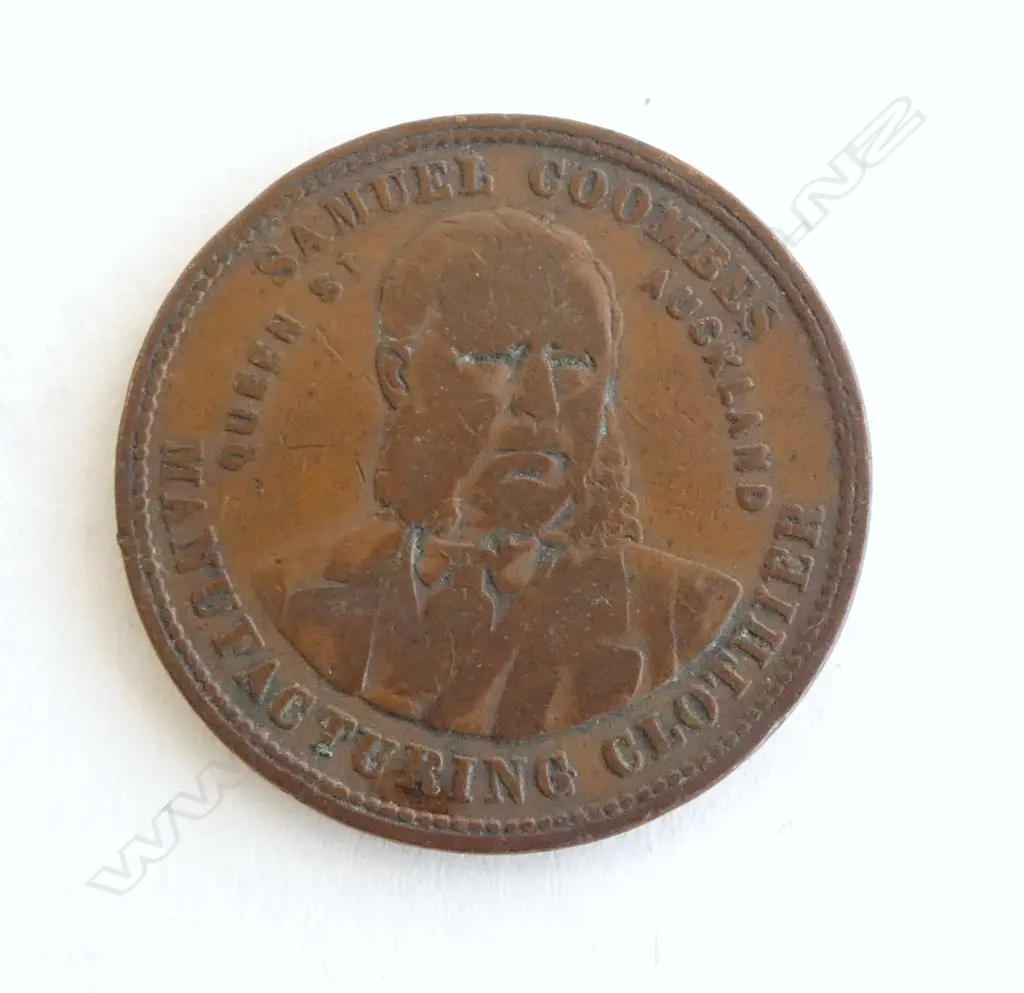 SAMUEL COOMBES
QUEEN ST
AUCKLAND
MANUFACTURING CLOTHIER